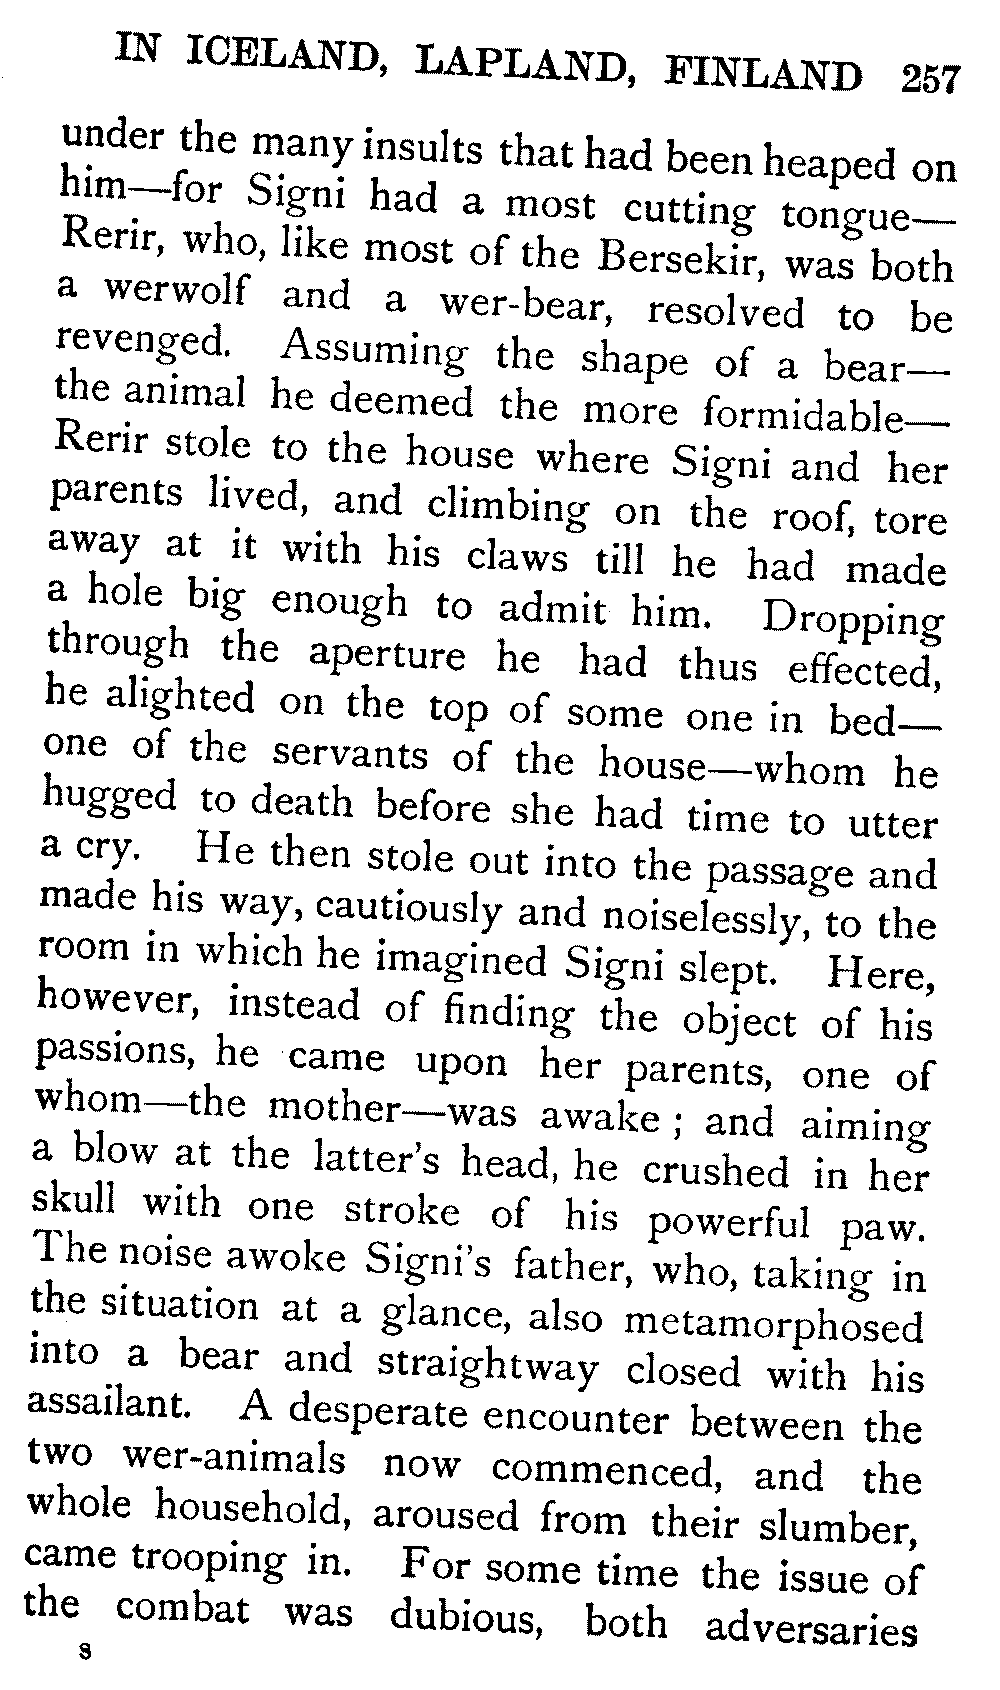 IN ICELAND, LAPLAND, FINLAND 257
under the many insults that had been heaped on
him—for Signi had a most cutting tongue—
Rerir, who, like most of the Bersekir, was both
a werwolf and a wer-bear, resolved to be
revenged. Assuming the shape of a bear—
the animal he deemed the more formidable—
Rerir stole to the house where Signi and her
parents lived, and climbing on the roof, tore
away at it with his claws till he had made
a hole big enough to admit him. Dropping
through the aperture he had thus effected,
he alighted on the top of some one in bed—
one of the servants of the house—whom he
hugged to death before she had time to utter
a cry. He then stole out into the passage and
made his way, cautiously and noiselessly, to the
room in which he imagined Signi slept. Here,
however, instead of finding the object of his
passions, he came upon her parents, one of
whom—the mother—was awake ; and aiming
a blow at the latter's head, he crushed in her
skull with one stroke of his powerful paw.
The noise awoke Signi's father, who, taking in
the situation at a glance, also metamorphosed
into a bear and straightway closed with his
assailant. A desperate encounter between the
two wer-animals now commenced, and the
whole household, aroused from their slumber,
came trooping in. For some time the issue of
the combat was dubious, both adversaries
S